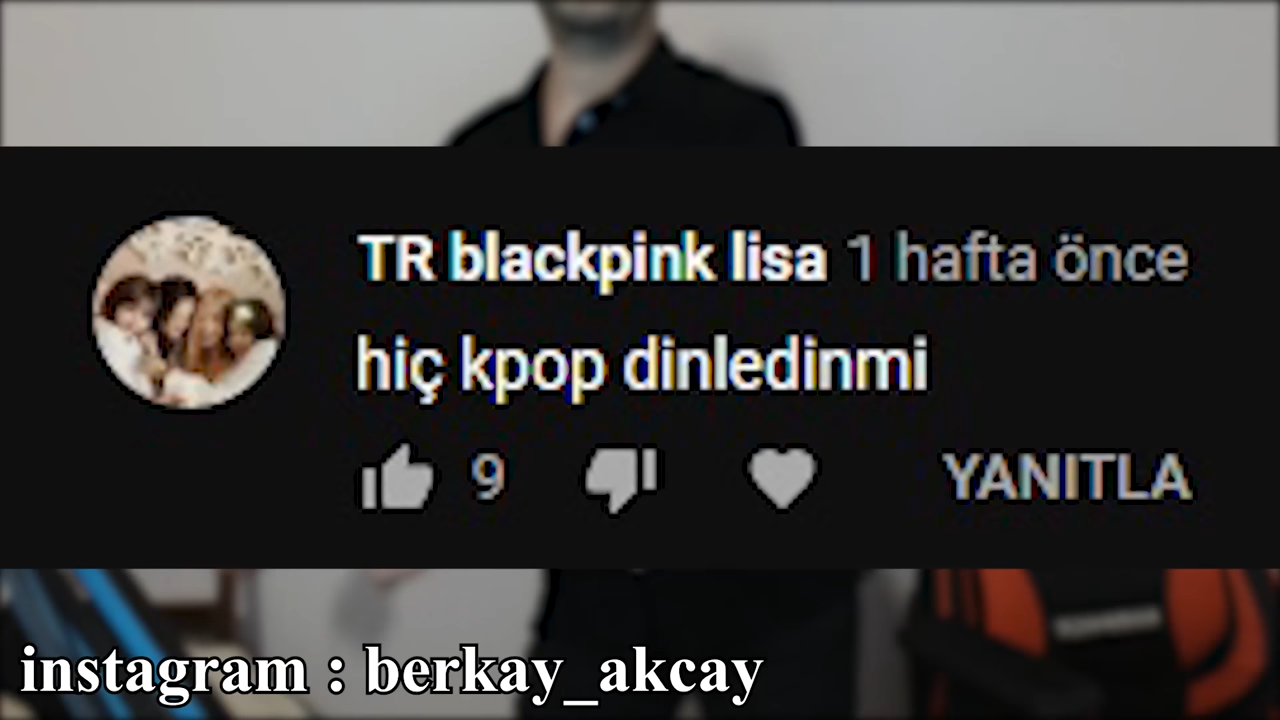 TR blackpink lisa 1 hafta önce
hiç kpop dinledinmi
9 YANITLA
instagram : berkay_akcay